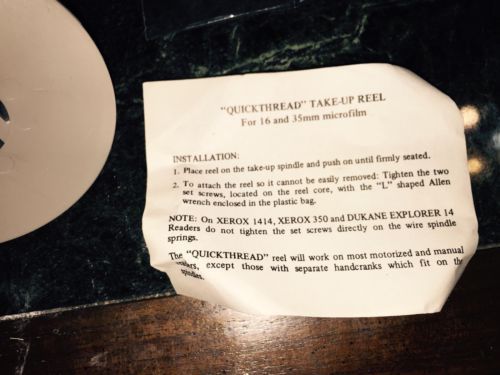 "QUICKTHREAD" TAKE-UP REEL
For 16 and 35mm microfilm
INSTALLATION:
1. Place reel on the take-up spindle and push on until firmly seated.
2. To attach the reel so it cannot be easily removed: Tighten the two
set screws, located on the reel core, with the "L" shaped Allen
wrench enclosed in the plastic bag.
NOTE: On XEROX 1414, XEROX 350 and DUKANE EXPLORER 14
Readers do not tighten the set screws directly on the wire spindle
springs.
The "QUICKTHREAD" reel will work on most motorized and manual
except those with separate handcranks which fit on the